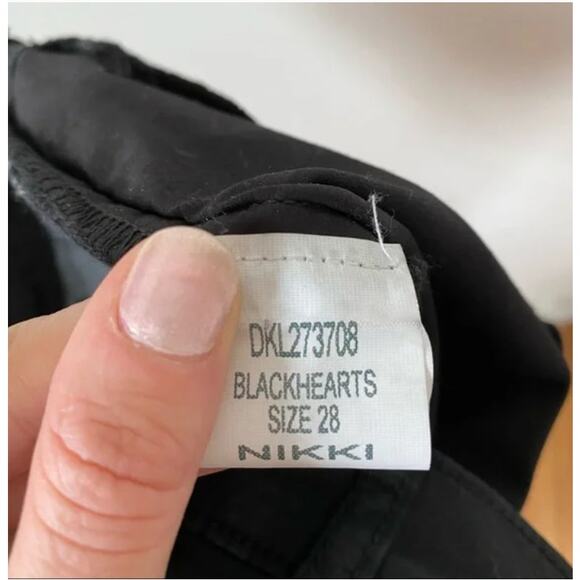 DKL273708
BLACKHEARTS
SIZE 28
NIKKI